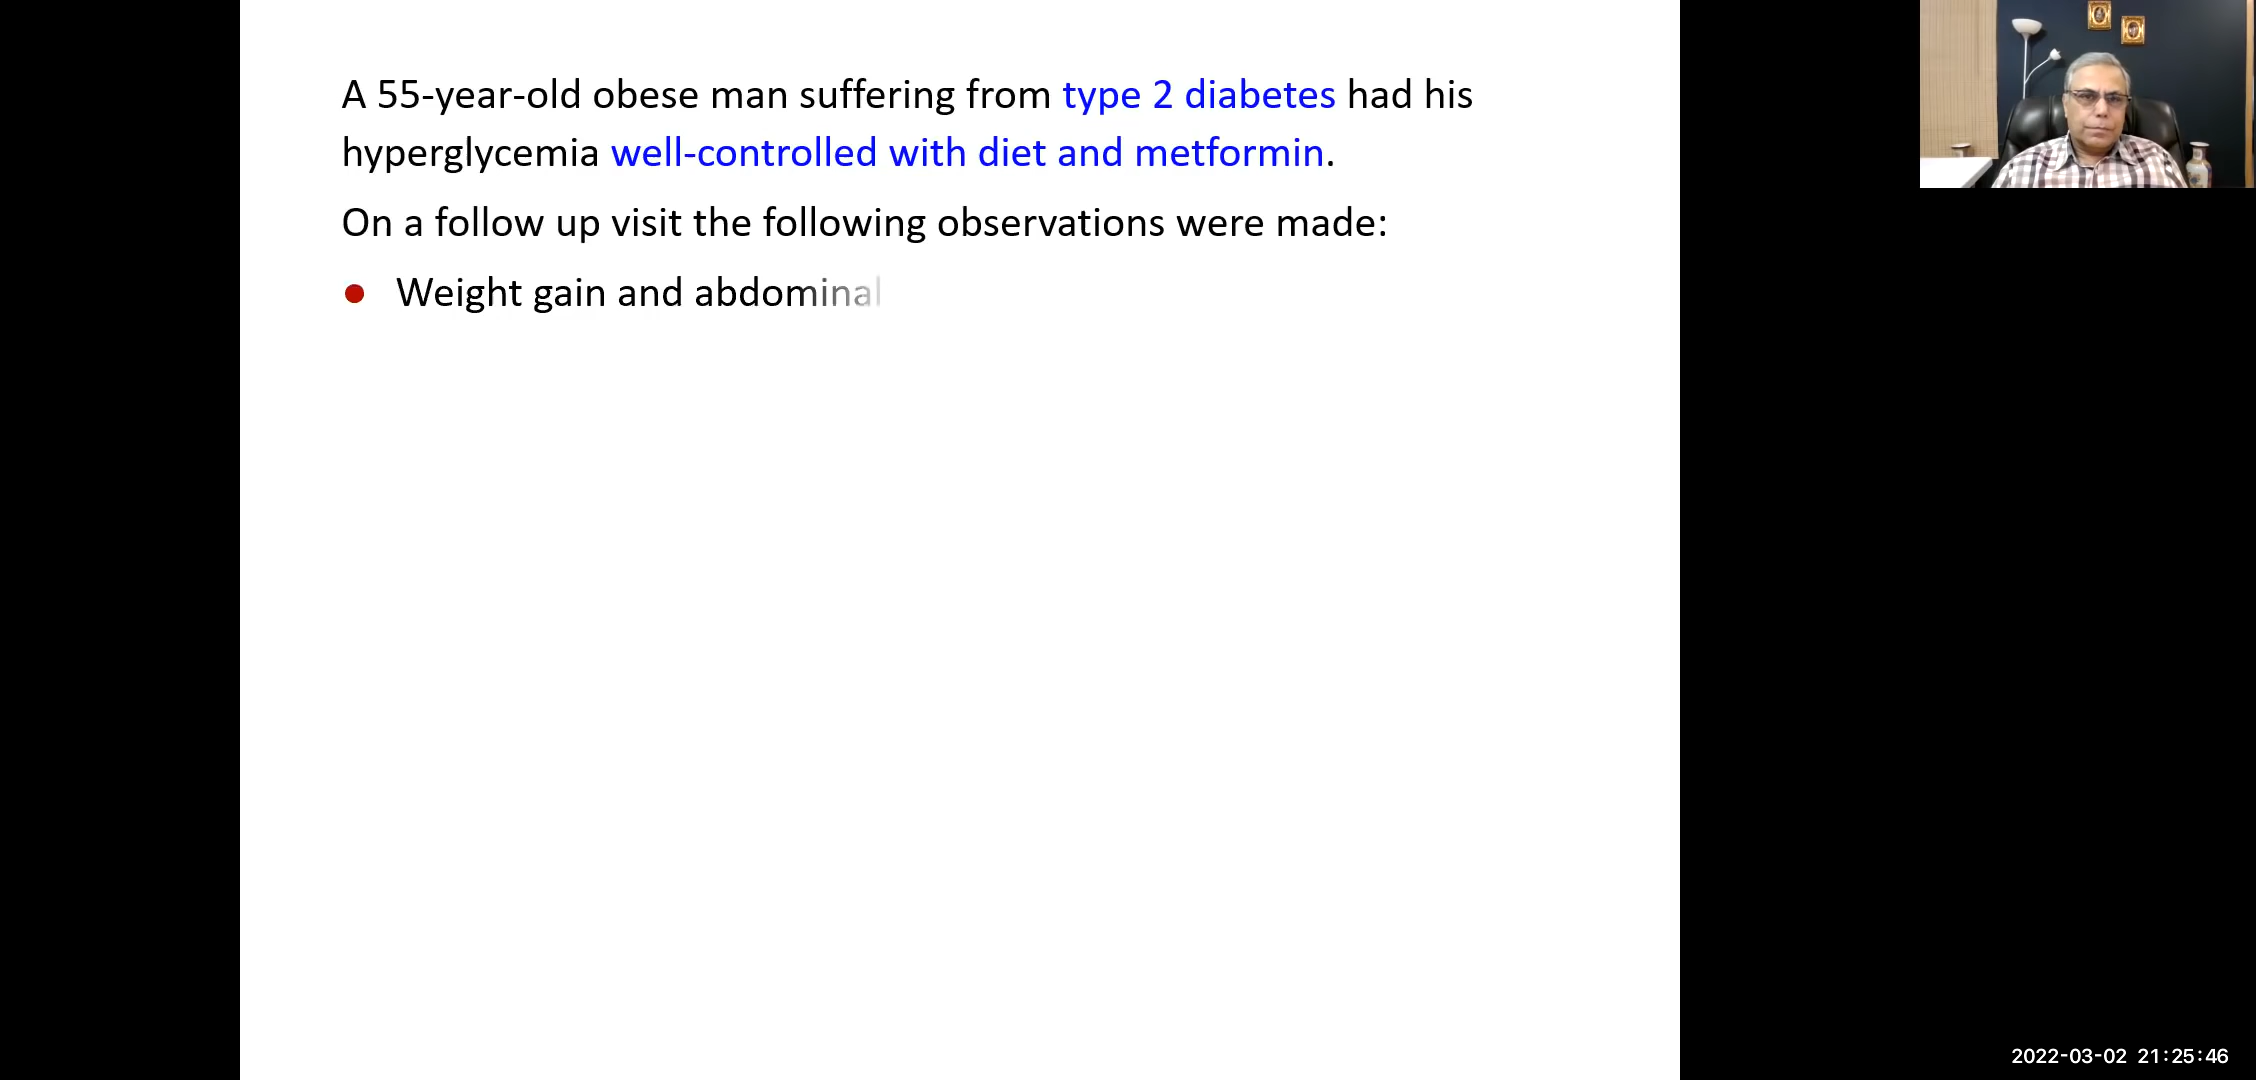 A 55-year-old obese man suffering from type 2 diabetes had his
hyperglycemia well-controlled with diet and metformin.
On a follow up visit the following observations were made:
• Weight gain and abdominal
2022-03-02 21:25:46